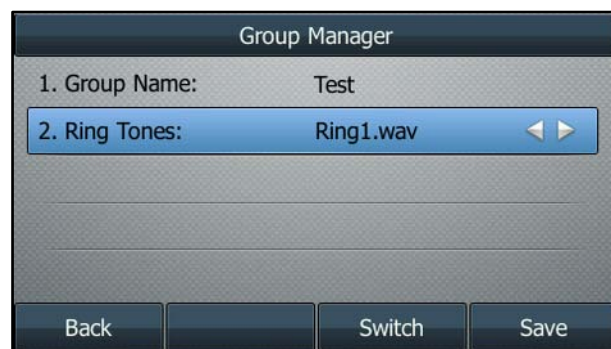 Group Manager
1. Group Name: Test
2. Ring Tones: Ring1.wav
Back Switch Save